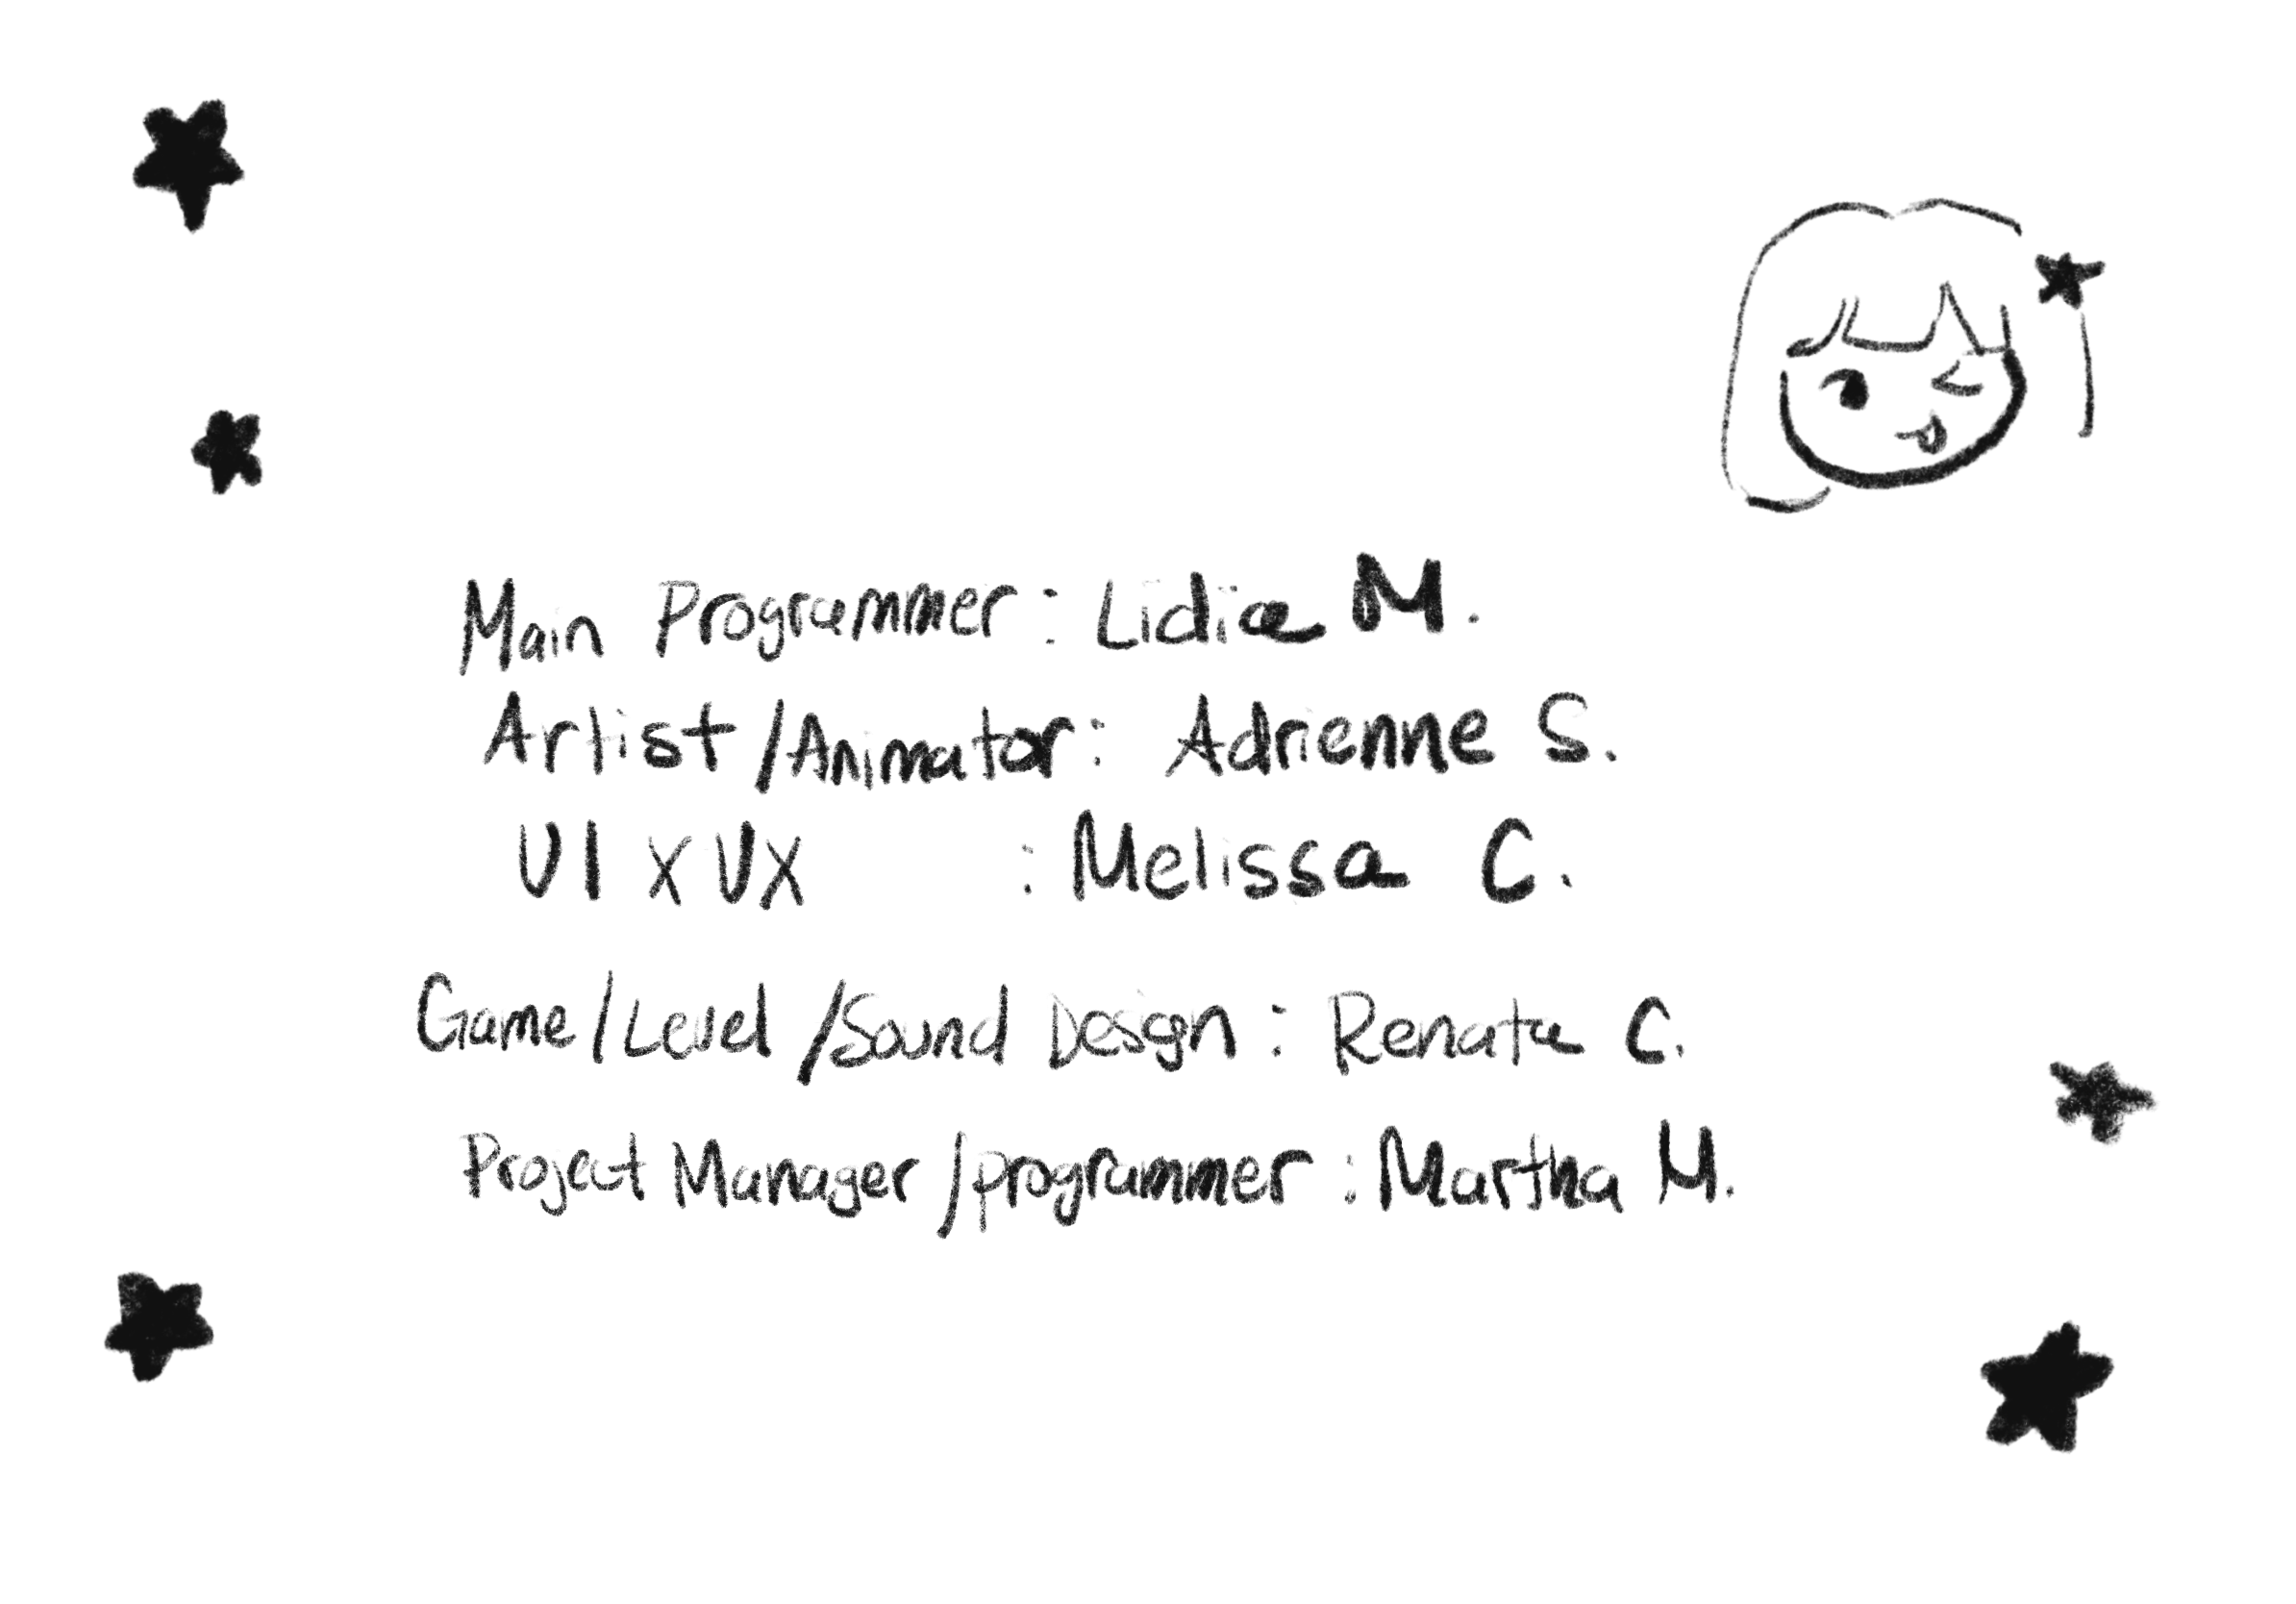 Main Programmer : Lidia M.
Artist /Animator : Adrienne S.
UI x UX : Melissa C.
Game/Level/Sound Design : Renata C.
Project Manager/programmer : Martha M.